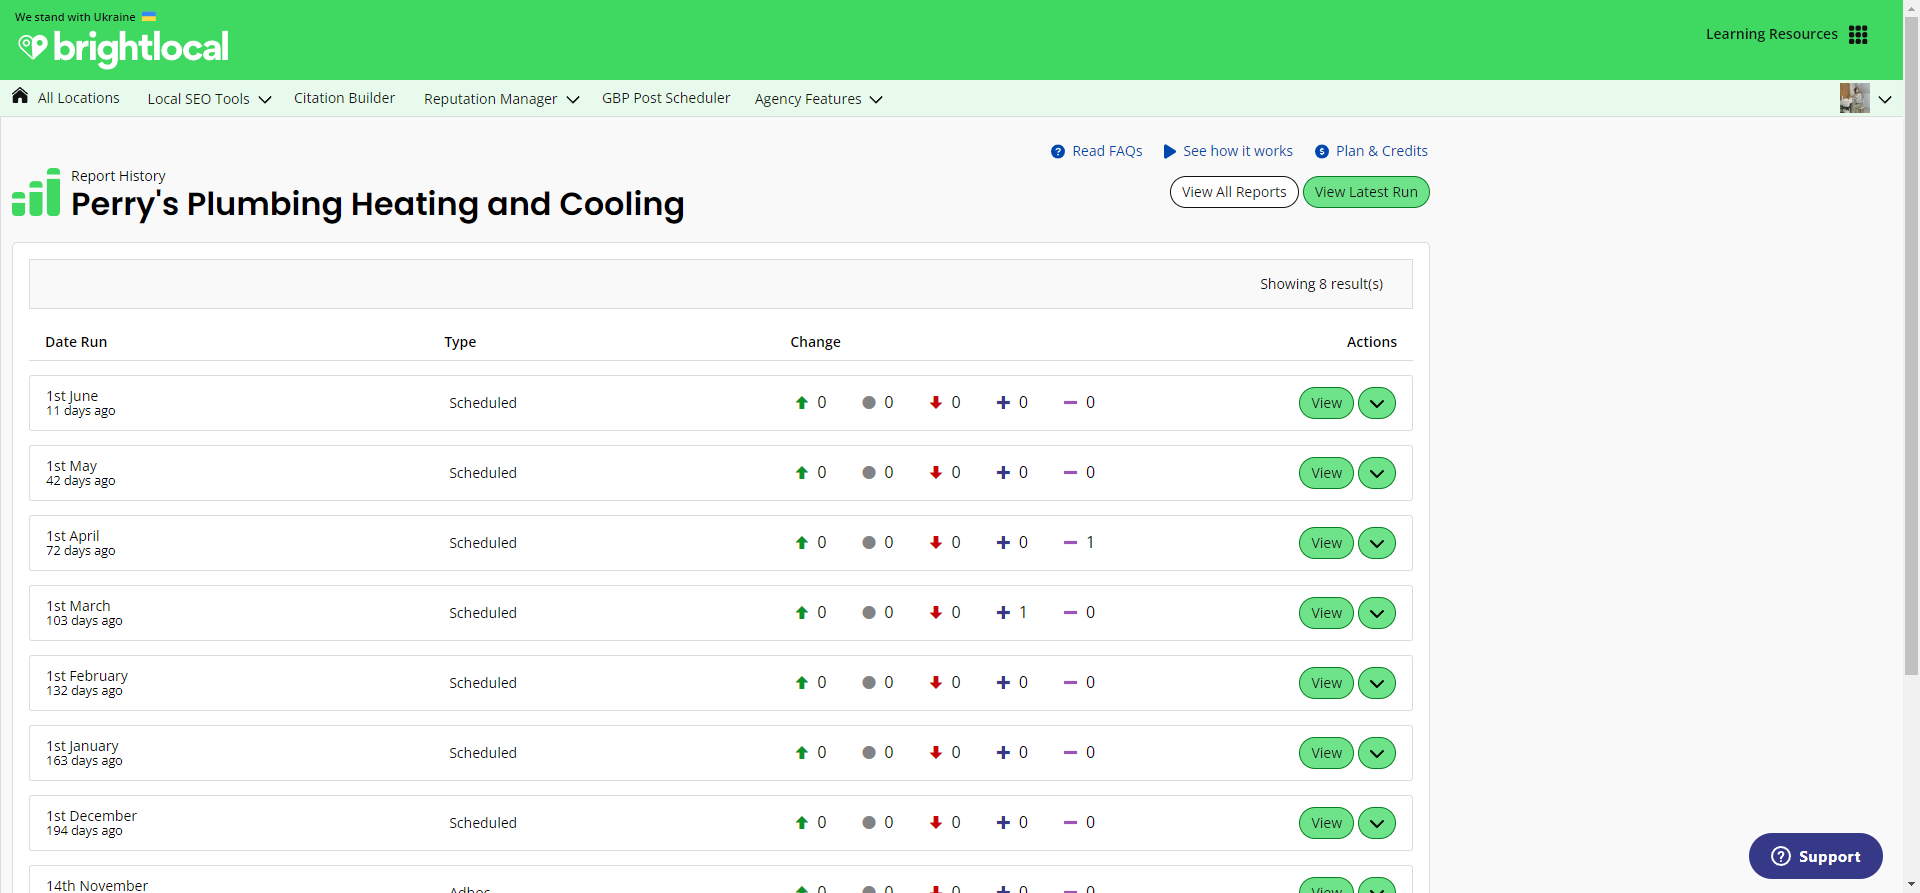 We stand with Ukraine
brightlocal
Learning Resources
All Locations Local SEO Tools Citation Builder Reputation Manager GBP Post Scheduler Agency Features
Read FAQs See how it works Plan & Credits
Report History
Perry's Plumbing Heating and Cooling
View All Reports View Latest Run
Showing 8 result(s)
Date Run Type Change Actions
1st June
11 days ago
Scheduled 0 0 0 0 0 View
1st May
42 days ago
Scheduled 0 0 0 0 0 View
1st April
72 days ago
Scheduled 0 0 0 0 1 View
1st March
103 days ago
Scheduled 0 0 0 1 0 View
1st February
132 days ago
Scheduled 0 0 0 0 0 View
1st January
163 days ago
Scheduled 0 0 0 0 0 View
1st December
194 days ago
Scheduled 0 0 0 0 0 View
14th November
Adhoc 0 0 0 0 0 View
Support